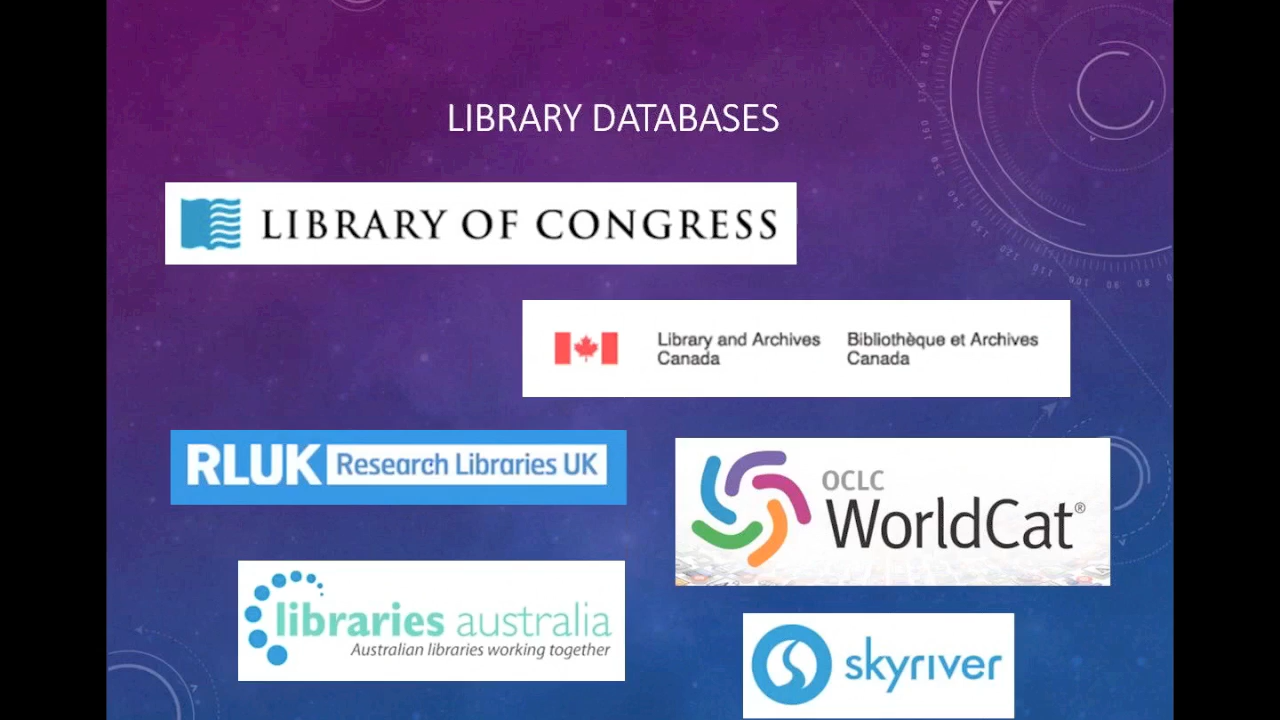 LIBRARY DATABASES
LIBRARY OF CONGRESS
Library and Archives Canada
Bibliothèque et Archives Canada
RLUK Research Libraries UK
OCLC
WorldCat®
libraries australia
Australian libraries working together
skyriver